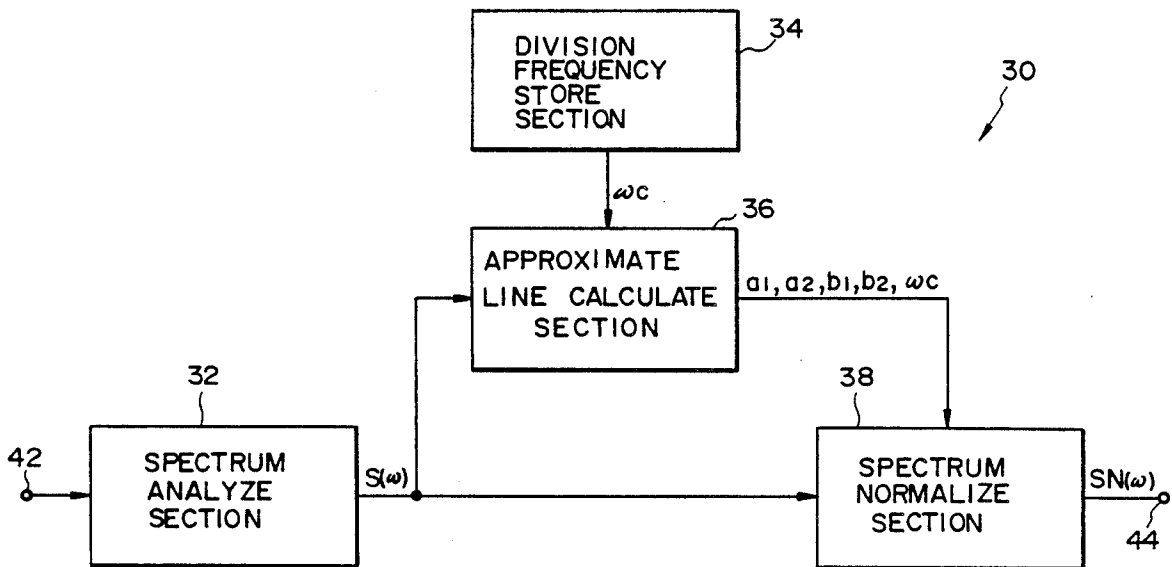 DIVISION
FREQUENCY
STORE
SECTION
34
30
ωc
36
APPROXIMATE
LINE CALCULATE
SECTION
a1, a2, b1, b2, ωc
32
38
42
SPECTRUM
ANALYZE
SECTION
S(ω)
SPECTRUM
NORMALIZE
SECTION
SN(ω)
44